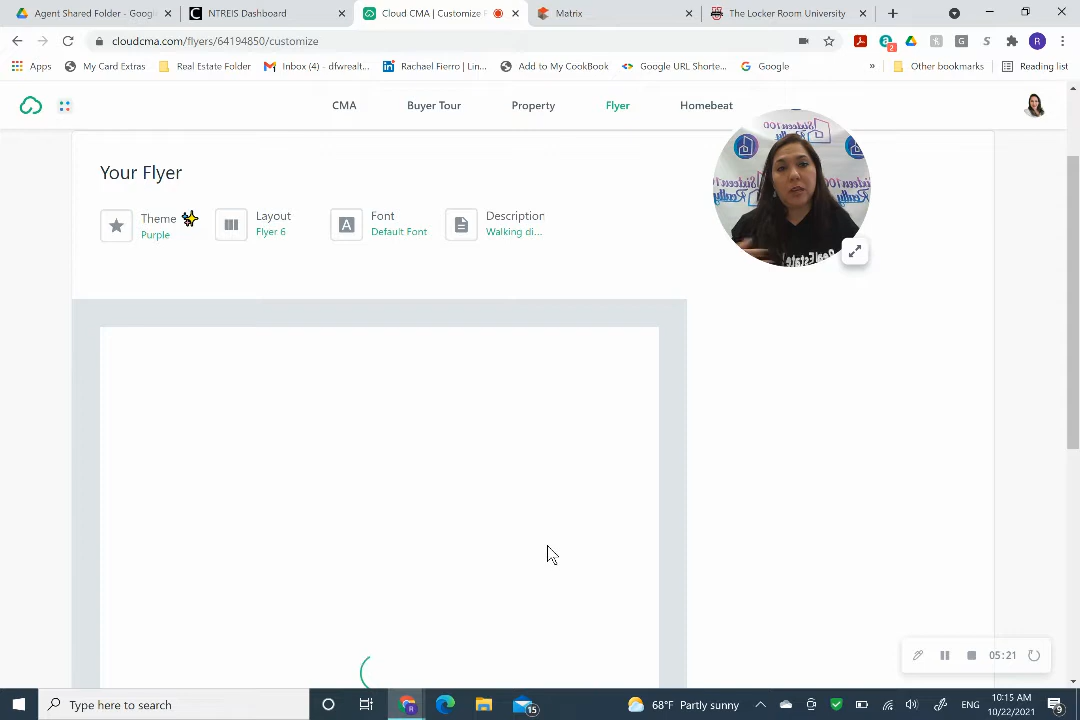 Agent Shared Folder - Googl
NTREIS Dashboard
Cloud CMA | Customize F
Matrix
The Locker Room University
cloudcma.com/flyers/64194850/customize
2
R
Apps
My Card Extras
Real Estate Folder
Inbox (4) - dfwrealt...
Rachael Fierro | Lin...
Add to My CookBook
Google URL Shorte...
Google
»
Other bookmarks
Reading list
CMA
Buyer Tour
Property
Flyer
Homebeat
Your Flyer
Theme
Purple
Layout
Flyer 6
Font
Default Font
Description
Walking di...
05:21
Type here to search
15
68°F Partly sunny
ENG
10:15 AM
10/22/2021
9